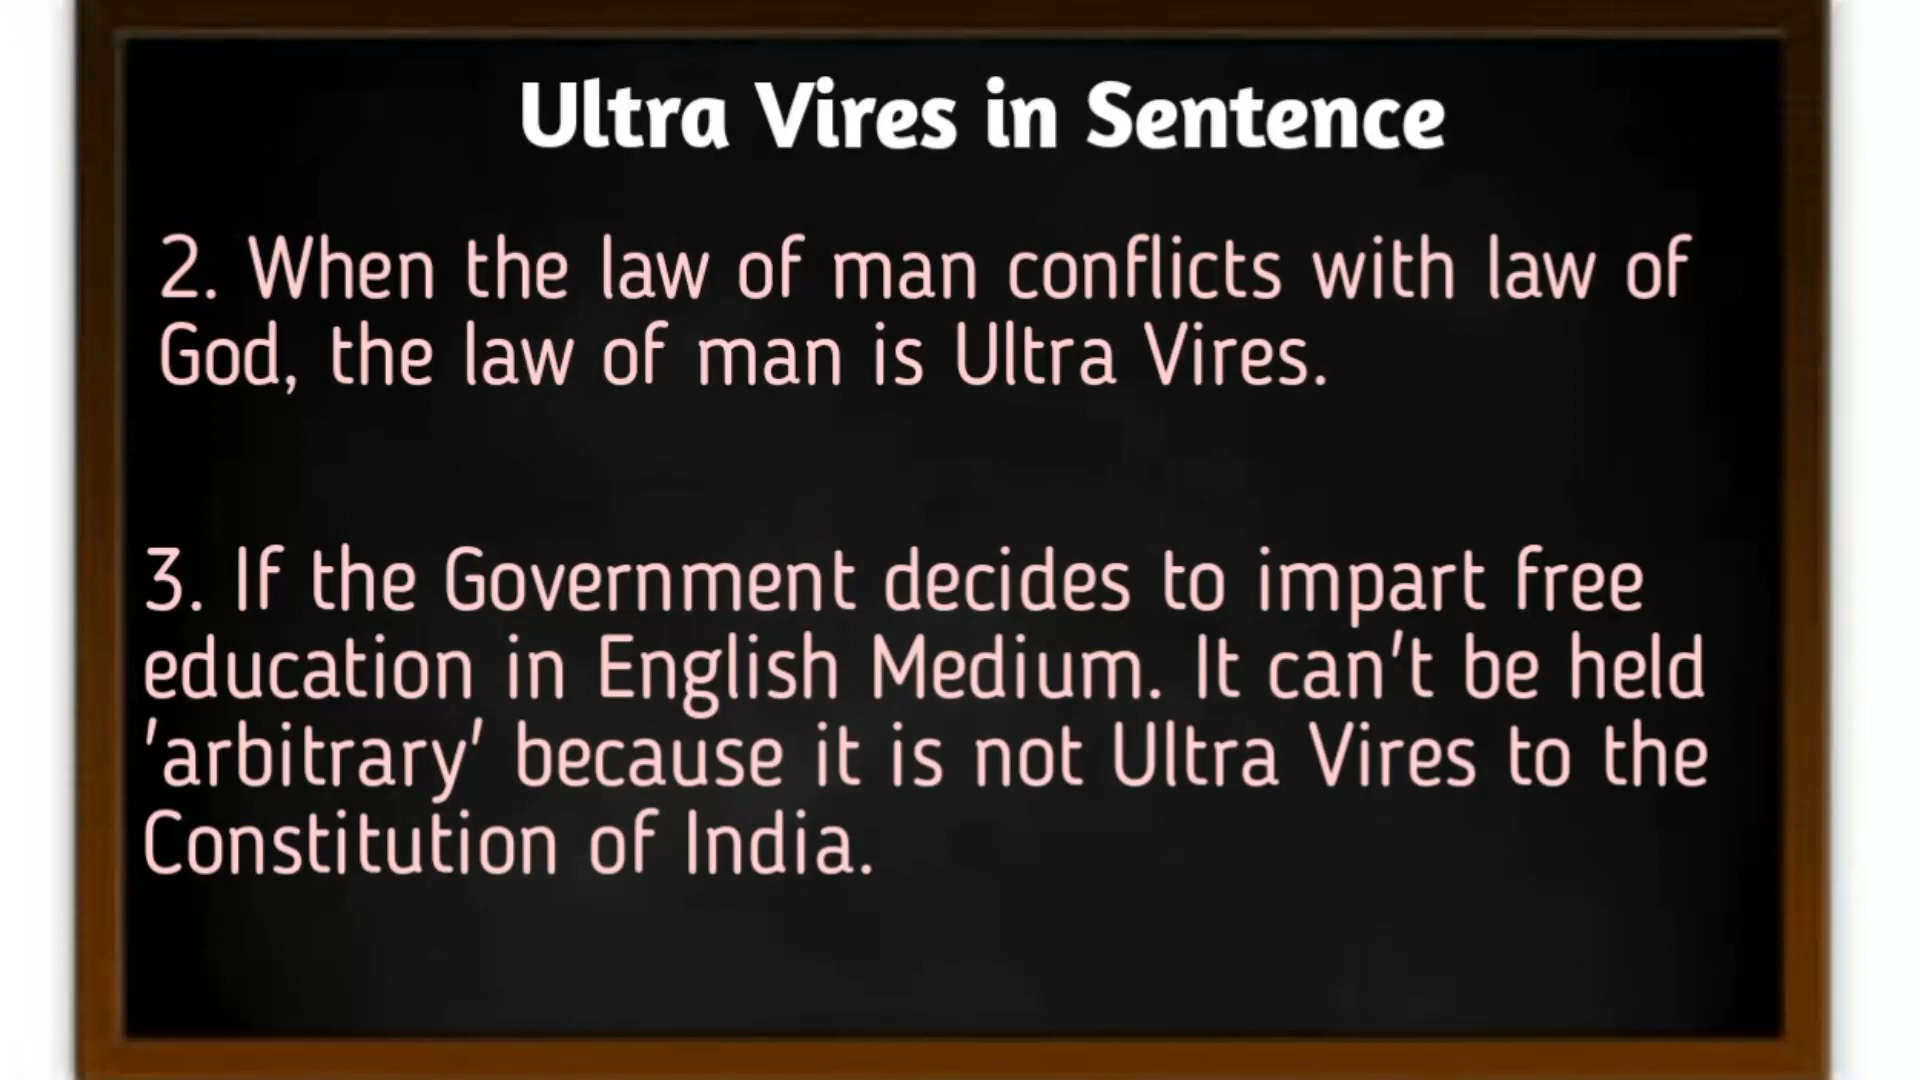 Ultra Vires in Sentence
2. When the law of man conflicts with law of
God, the law of man is Ultra Vires.
3. If the Government decides to impart free
education in English Medium. It can't be held
'arbitrary' because it is not Ultra Vires to the
Constitution of India.